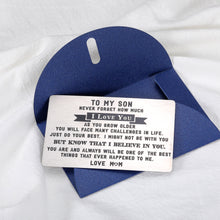 TO MY SON
NEVER FORGET HOW MUCH
I Love You
AS YOU GROW OLDER
YOU WILL FACE MANY CHALLENGES IN LIFE.
JUST DO YOUR BEST. I MIGHT NOT BE WITH YOU
BUT KNOW THAT I BELIEVE IN YOU.
YOU ARE AND ALWAYS WILL BE ONE OF THE BEST
THINGS THAT EVER HAPPENED TO ME.
LOVE MOM